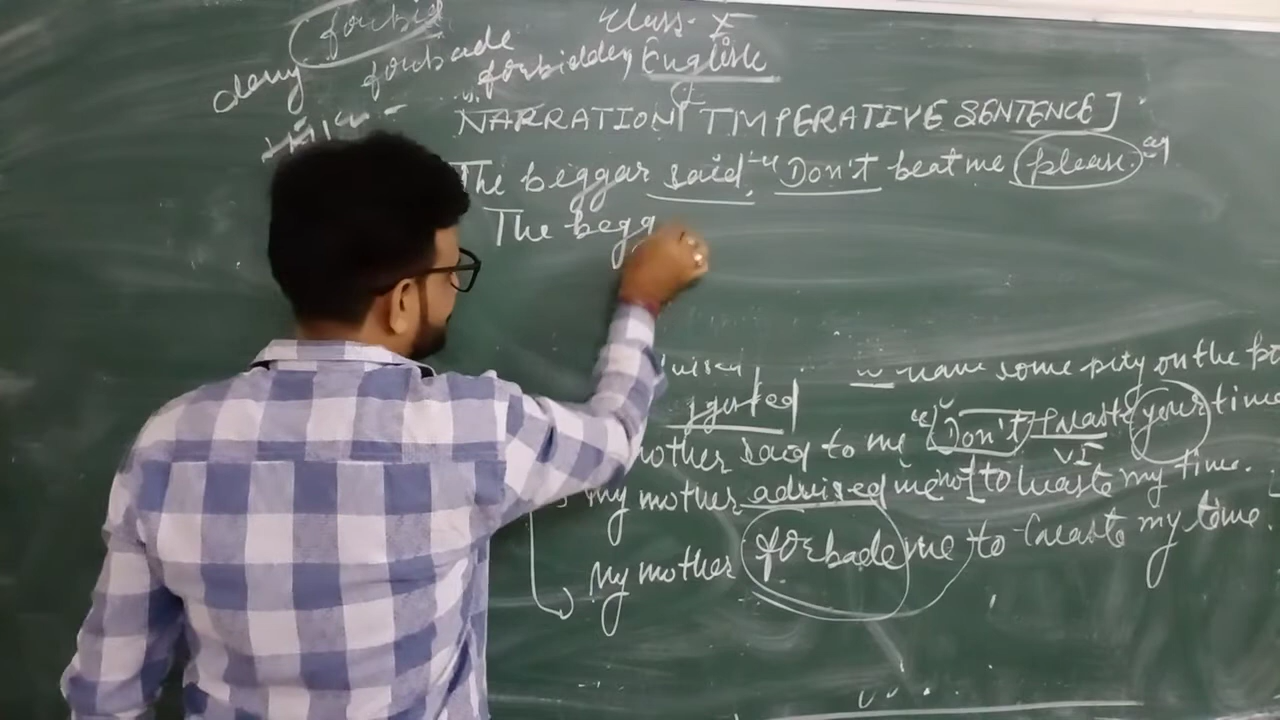 forbid
Class- X
deny forbade forbidden, English
NARRATION [IMPERATIVE SENTENCE]
The beggar said, "Don't beat me please."
The begg
have some pity on the
mother said to me "Don't waste your time
V1
My mother advised me not to waste my time.
My mother forbade me to waste my time.